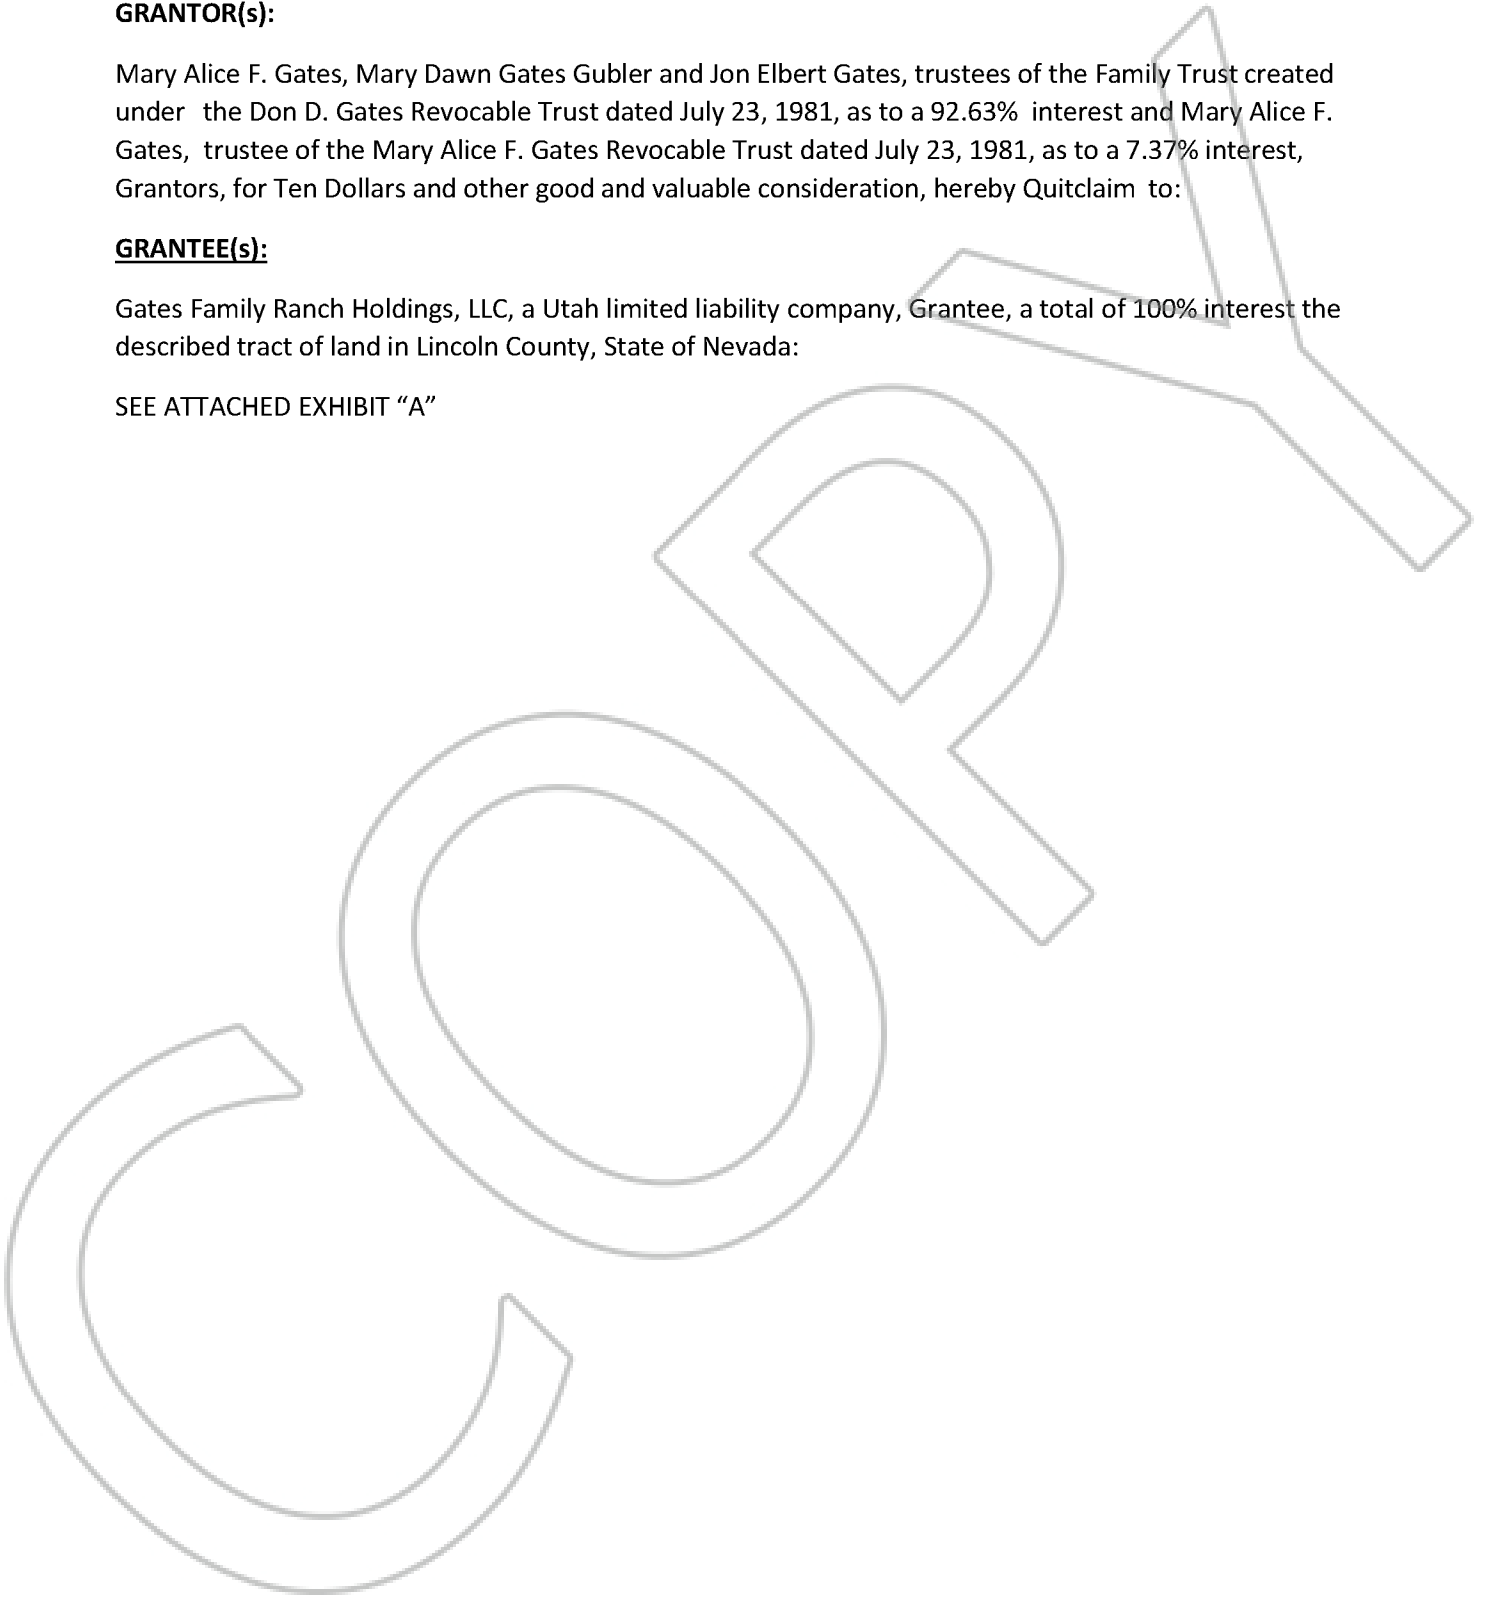 GRANTOR(s):
Mary Alice F. Gates, Mary Dawn Gates Gubler and Jon Elbert Gates, trustees of the Family Trust created
under the Don D. Gates Revocable Trust dated July 23, 1981, as to a 92.63% interest and Mary Alice F.
Gates, trustee of the Mary Alice F. Gates Revocable Trust dated July 23, 1981, as to a 7.37% interest,
Grantors, for Ten Dollars and other good and valuable consideration, hereby Quitclaim to:
GRANTEE(s):
Gates Family Ranch Holdings, LLC, a Utah limited liability company, Grantee, a total of 100% interest the
described tract of land in Lincoln County, State of Nevada:
SEE ATTACHED EXHIBIT “A”
COPY